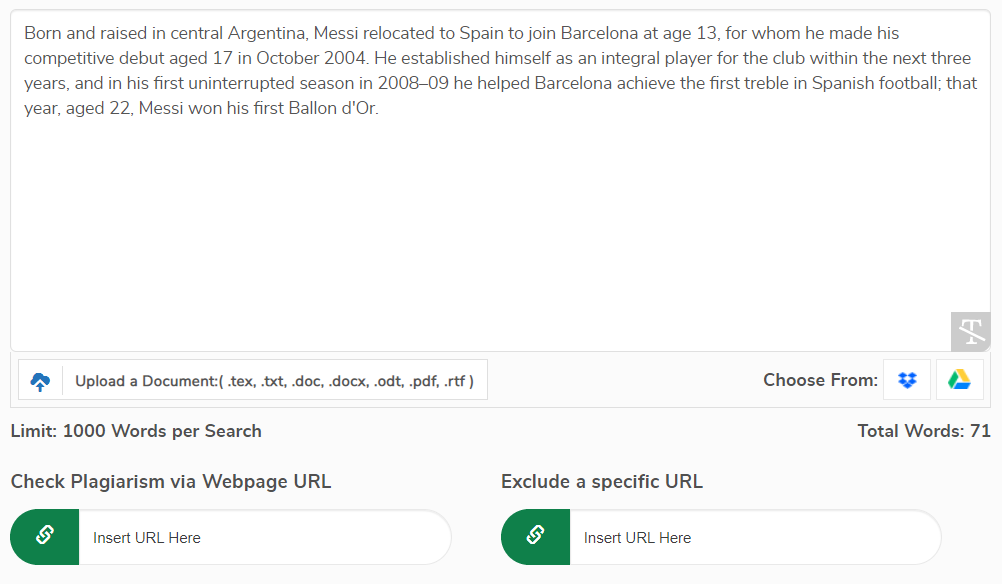 Born and raised in central Argentina, Messi relocated to Spain to join Barcelona at age 13, for whom he made his
competitive debut aged 17 in October 2004. He established himself as an integral player for the club within the next three
years, and in his first uninterrupted season in 2008–09 he helped Barcelona achieve the first treble in Spanish football; that
year, aged 22, Messi won his first Ballon d'Or.
Upload a Document:( .tex, .txt, .doc, .docx, .odt, .pdf, .rtf )
Choose From:
Limit: 1000 Words per Search
Total Words: 71
Check Plagiarism via Webpage URL
Exclude a specific URL
Insert URL Here
Insert URL Here